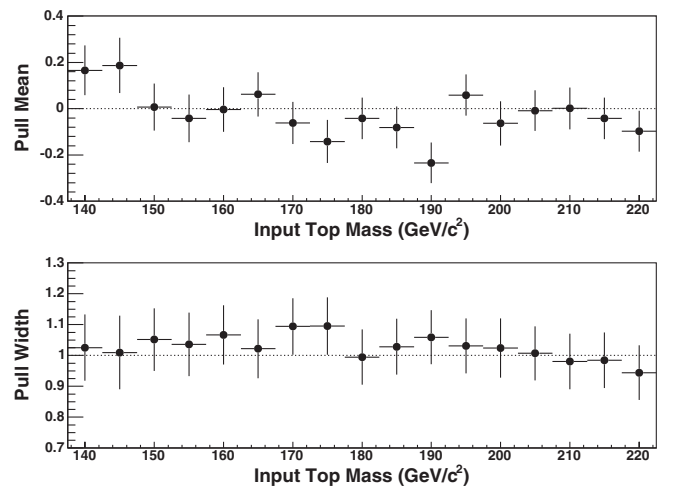 0.4
0.2
0
-0.2
-0.4
Pull Mean
140 150 160 170 180 190 200 210 220
Input Top Mass (GeV/c²)
1.3
1.2
1.1
1
0.9
0.8
0.7
Pull Width
140 150 160 170 180 190 200 210 220
Input Top Mass (GeV/c²)